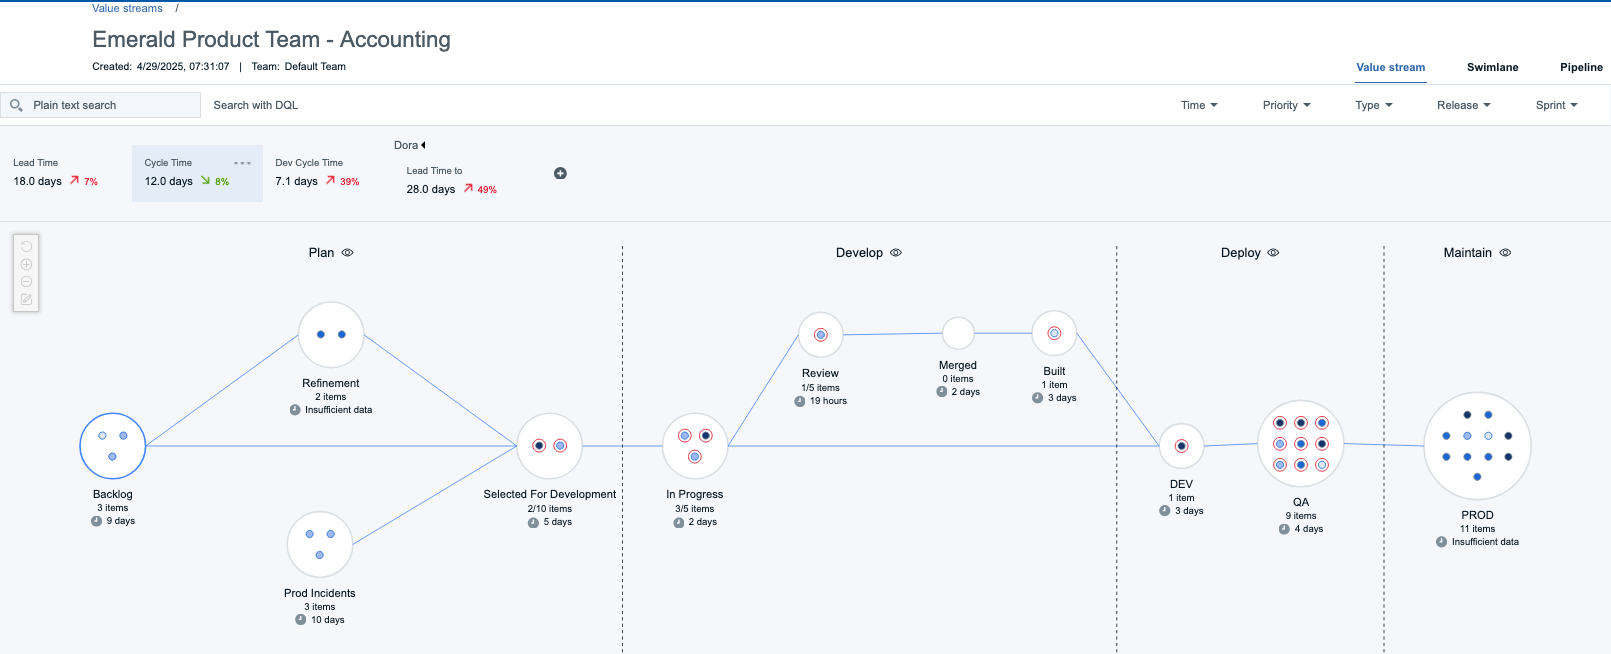 Value streams /
Emerald Product Team - Accounting
Created: 4/29/2025, 07:31:07 | Team: Default Team
Value stream Swimlane Pipeline
Plain text search Search with DQL Time Priority Type Release Sprint
Dora
Lead Time
18.0 days 7%
Cycle Time
12.0 days 8%
Dev Cycle Time
7.1 days 39%
Lead Time to
28.0 days 49%
Plan Develop Deploy Maintain
Refinement
2 items
Insufficient data
Backlog
3 items
9 days
Prod Incidents
3 items
10 days
Selected For Development
2/10 items
5 days
In Progress
3/5 items
2 days
Review
1/5 items
19 hours
Merged
0 items
2 days
Built
1 item
3 days
DEV
1 item
3 days
QA
9 items
4 days
PROD
11 items
Insufficient data